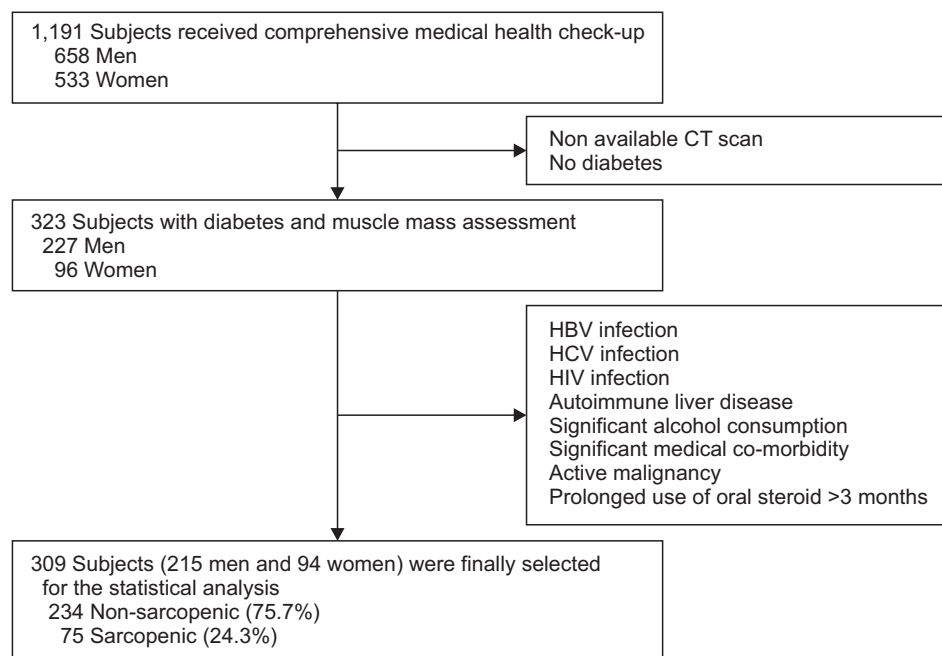 1,191 Subjects received comprehensive medical health check-up
658 Men
533 Women
Non available CT scan
No diabetes
323 Subjects with diabetes and muscle mass assessment
227 Men
96 Women
HBV infection
HCV infection
HIV infection
Autoimmune liver disease
Significant alcohol consumption
Significant medical co-morbidity
Active malignancy
Prolonged use of oral steroid >3 months
309 Subjects (215 men and 94 women) were finally selected
for the statistical analysis
234 Non-sarcopenic (75.7%)
75 Sarcopenic (24.3%)